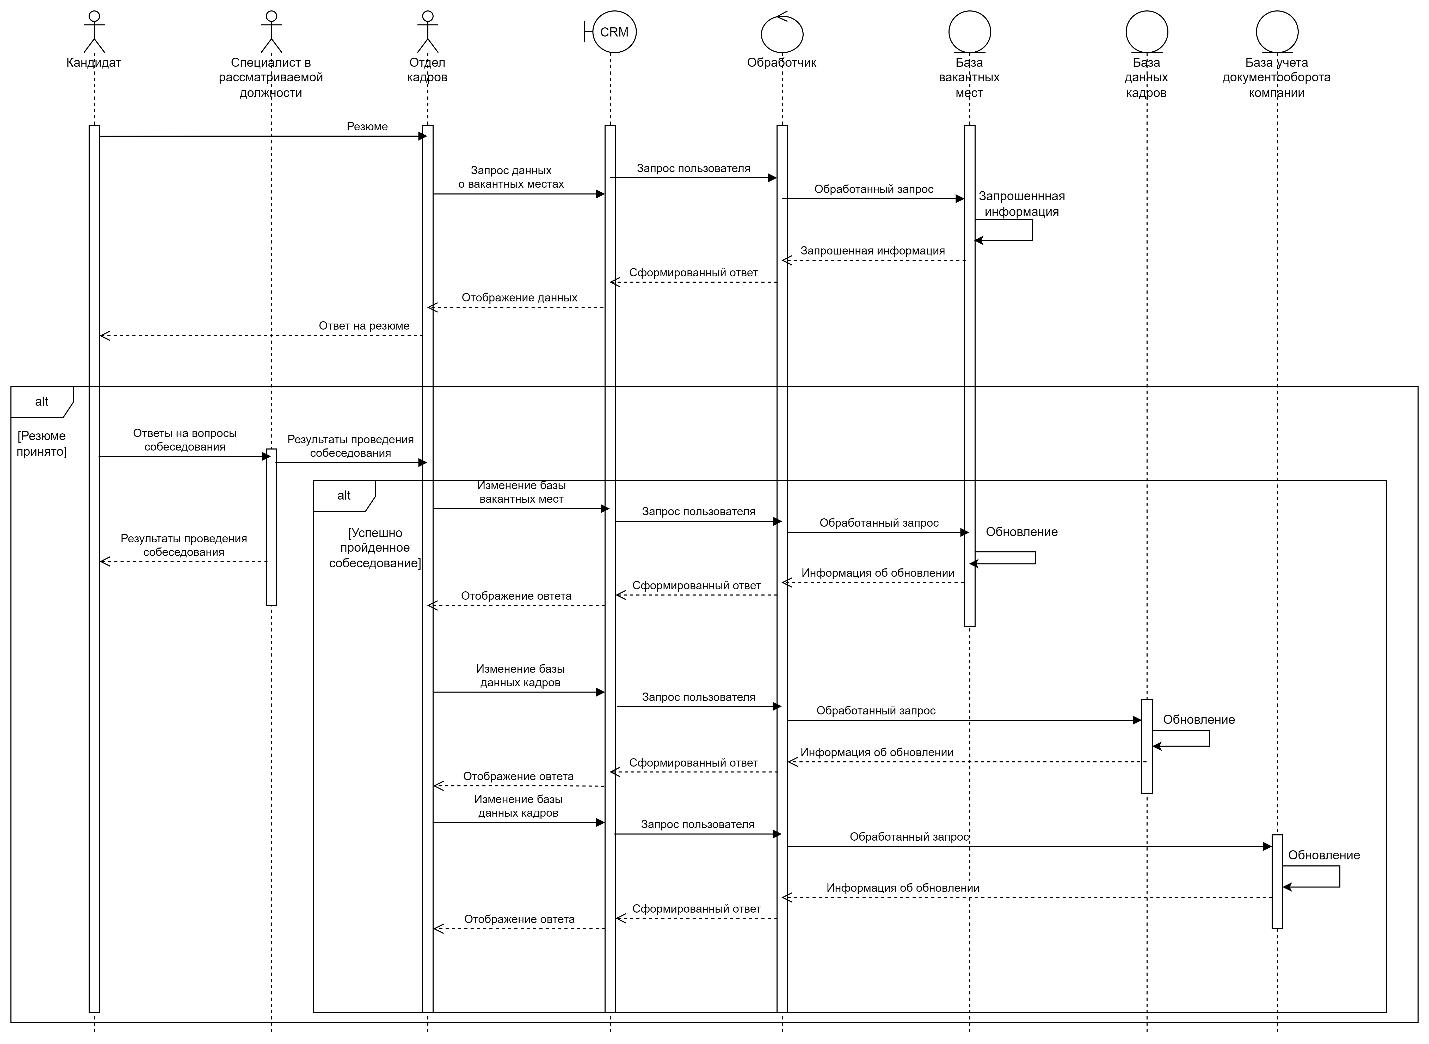 CRM
Кандидат
Специалист в
рассматриваемой
должности
Отдел
кадров
Обработчик
База
вакантных
мест
База
данных
кадров
База учета
документооборота
компании
Резюме
Запрос данных
о вакантных местах
Запрос пользователя
Обработанный запрос
Запрошеннная
информация
Запрошенная информация
Сформированный ответ
Отображение данных
Ответ на резюме
alt
[Резюме
принято]
Ответы на вопросы
собеседования
Результаты проведения
собеседования
alt
[Успешно
пройденное
собеседование]
Изменение базы
вакантных мест
Запрос пользователя
Обработанный запрос
Обновление
Результаты проведения
собеседования
Информация об обновлении
Сформированный ответ
Отображение овтета
Изменение базы
данных кадров
Запрос пользователя
Обработанный запрос
Обновление
Информация об обновлении
Сформированный ответ
Отображение овтета
Изменение базы
данных кадров
Запрос пользователя
Обработанный запрос
Обновление
Информация об обновлении
Сформированный ответ
Отображение овтета